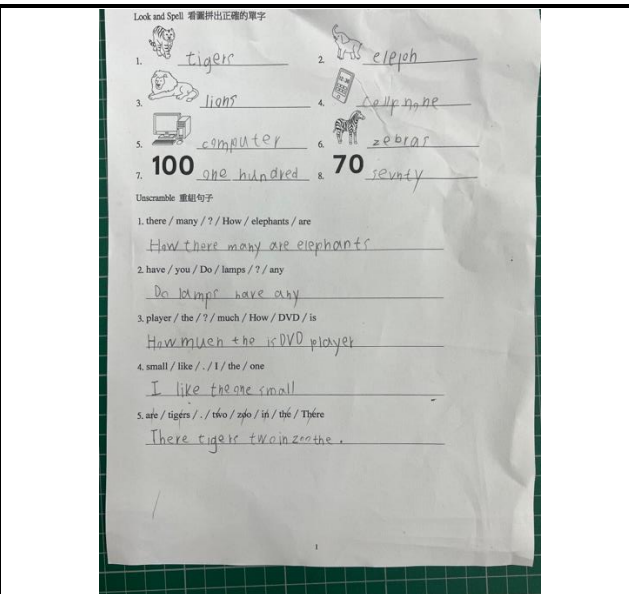 Look and Spell 看圖拼出正確的單字
1. tigers 2. eleph
3. lions 4. cellphone
5. computer 6. zebras
7. 100 one hundred 8. 70 sevnty
Unscramble 重組句子
1. there / many / ? / How / elephants / are
How there many are elephants
2. have / you / Do / lamps / ? / any
Do lamps have any
3. player / the / ? / much / How / DVD / is
How much the is DVD player
4. small / like / . / I / the / one
I like the one small
5. are / tigers / . / two / zoo / in / the / There
There tigers two in zoo the .
1